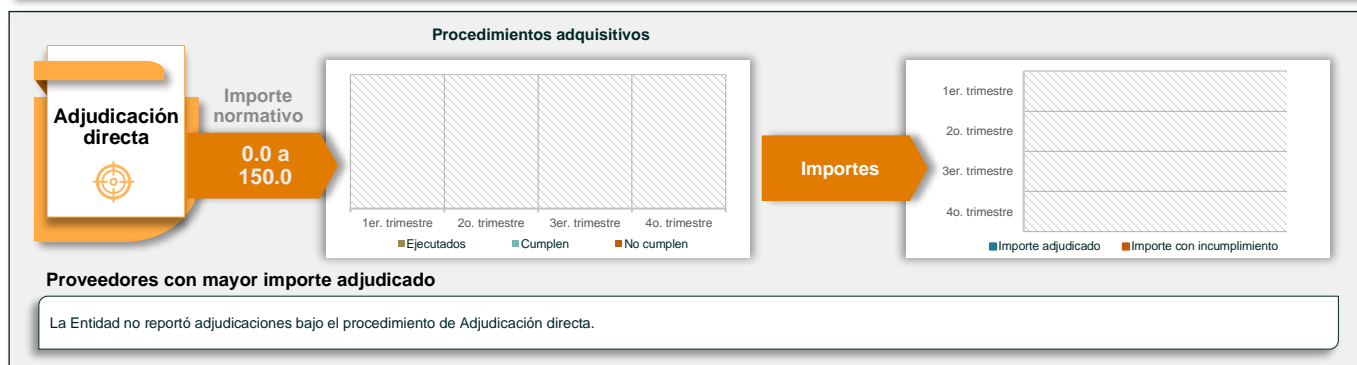 Procedimientos adquisitivos
Adjudicación
directa
Importe
normativo
0.0 a
150.0
1er. trimestre 2o. trimestre 3er. trimestre 4o. trimestre
Ejecutados Cumplen No cumplen
Importes
1er. trimestre
2o. trimestre
3er. trimestre
4o. trimestre
Importe adjudicado Importe con incumplimiento
Proveedores con mayor importe adjudicado
La Entidad no reportó adjudicaciones bajo el procedimiento de Adjudicación directa.